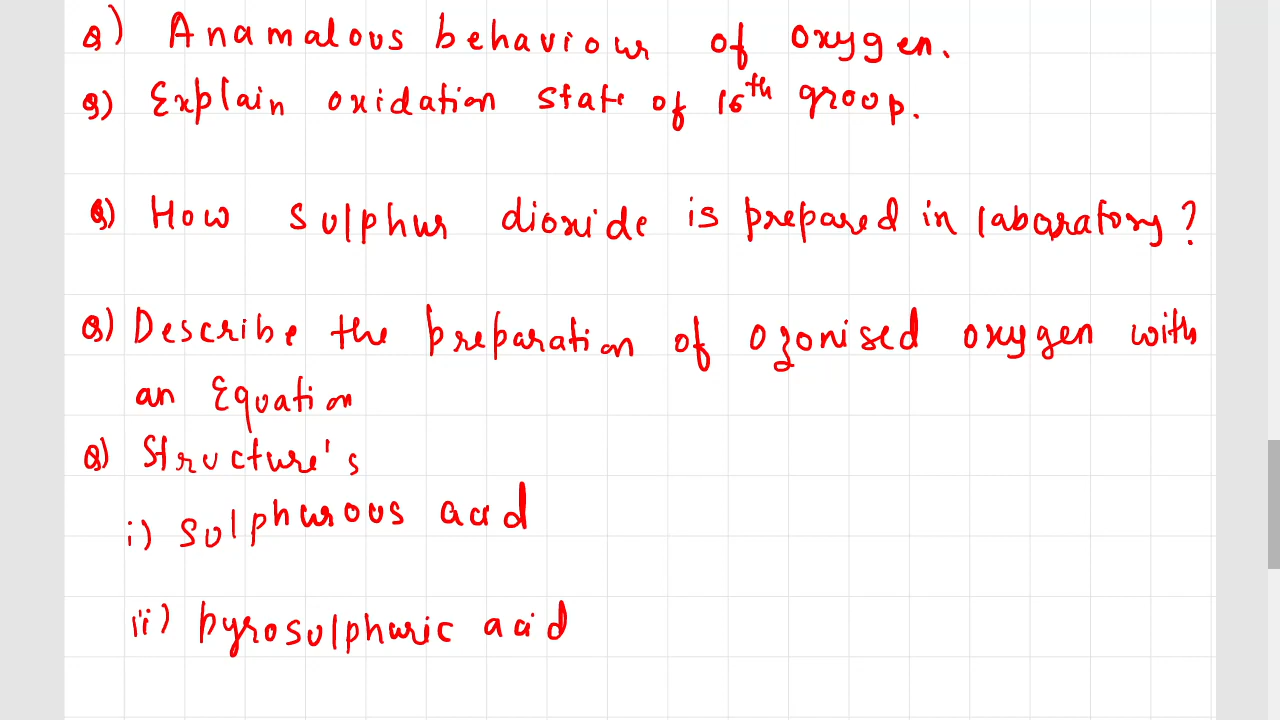 Q) Anamalous behaviour of oxygen.
Q) Explain oxidation state of 16th group.
Q) How sulphur dioxide is prepared in laboratory?
Q) Describe the preparation of ozonised oxygen with
an Equation
Q) Structure's
i) Sulphurous acid
ii) pyrosulphuric acid